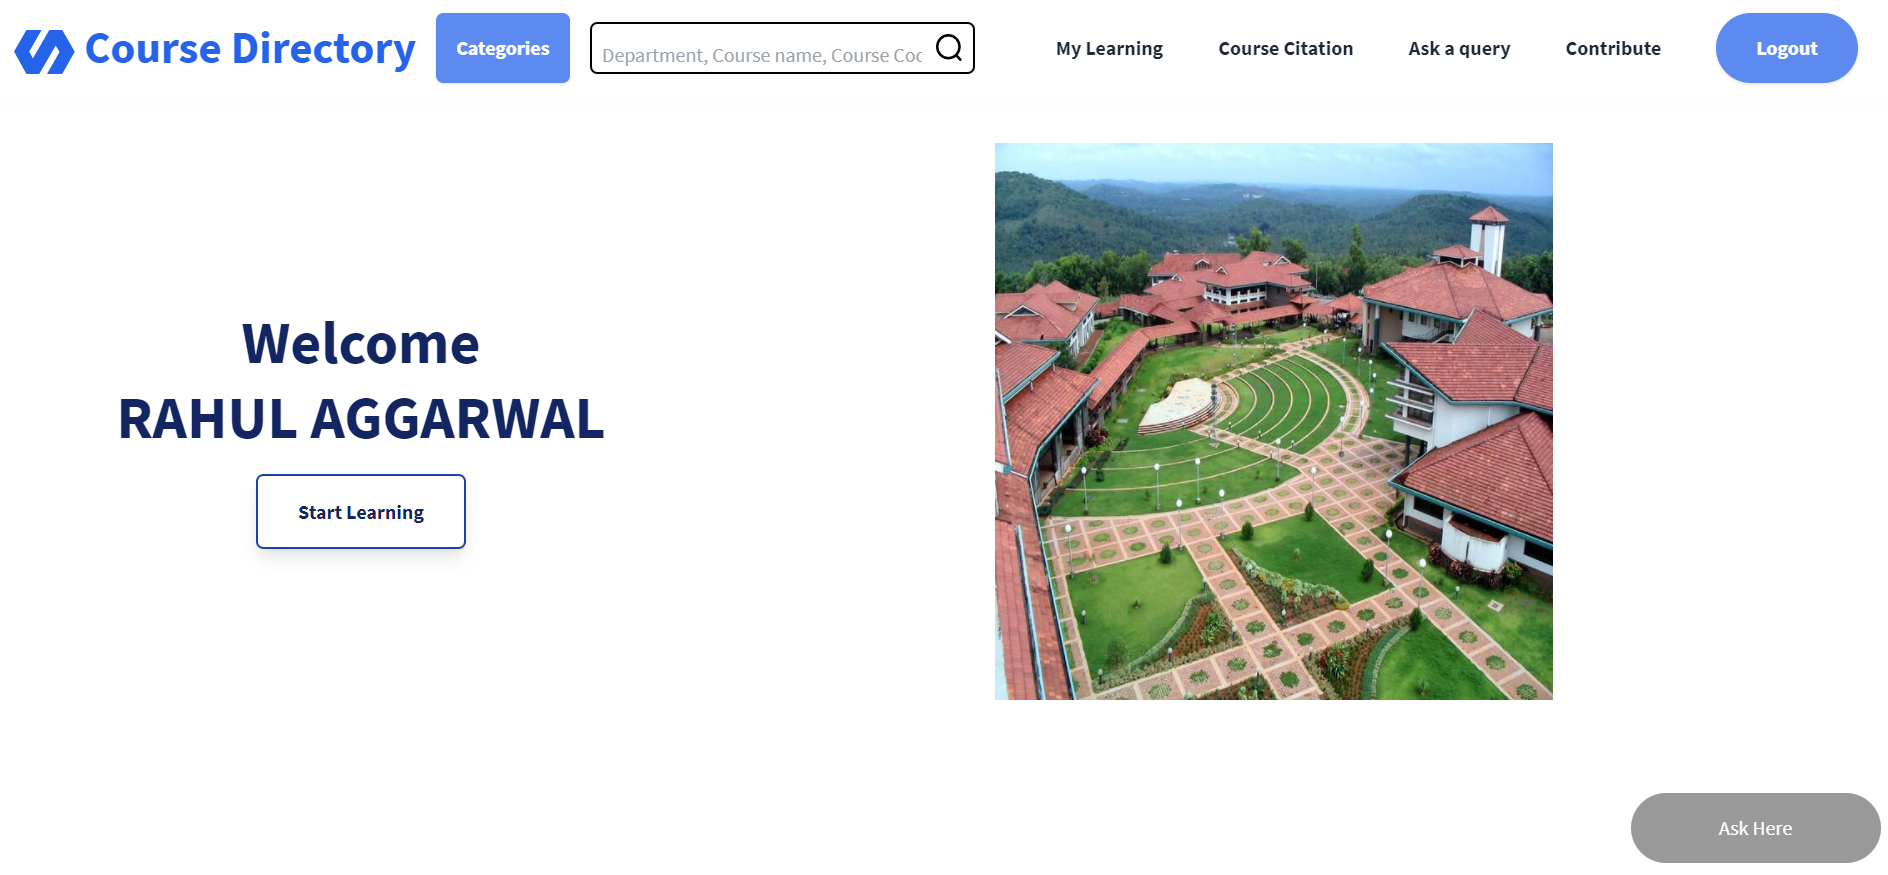 Course Directory
Categories
Department, Course name, Course Coc
My Learning
Course Citation
Ask a query
Contribute
Logout
Welcome
RAHUL AGGARWAL
Start Learning
Ask Here